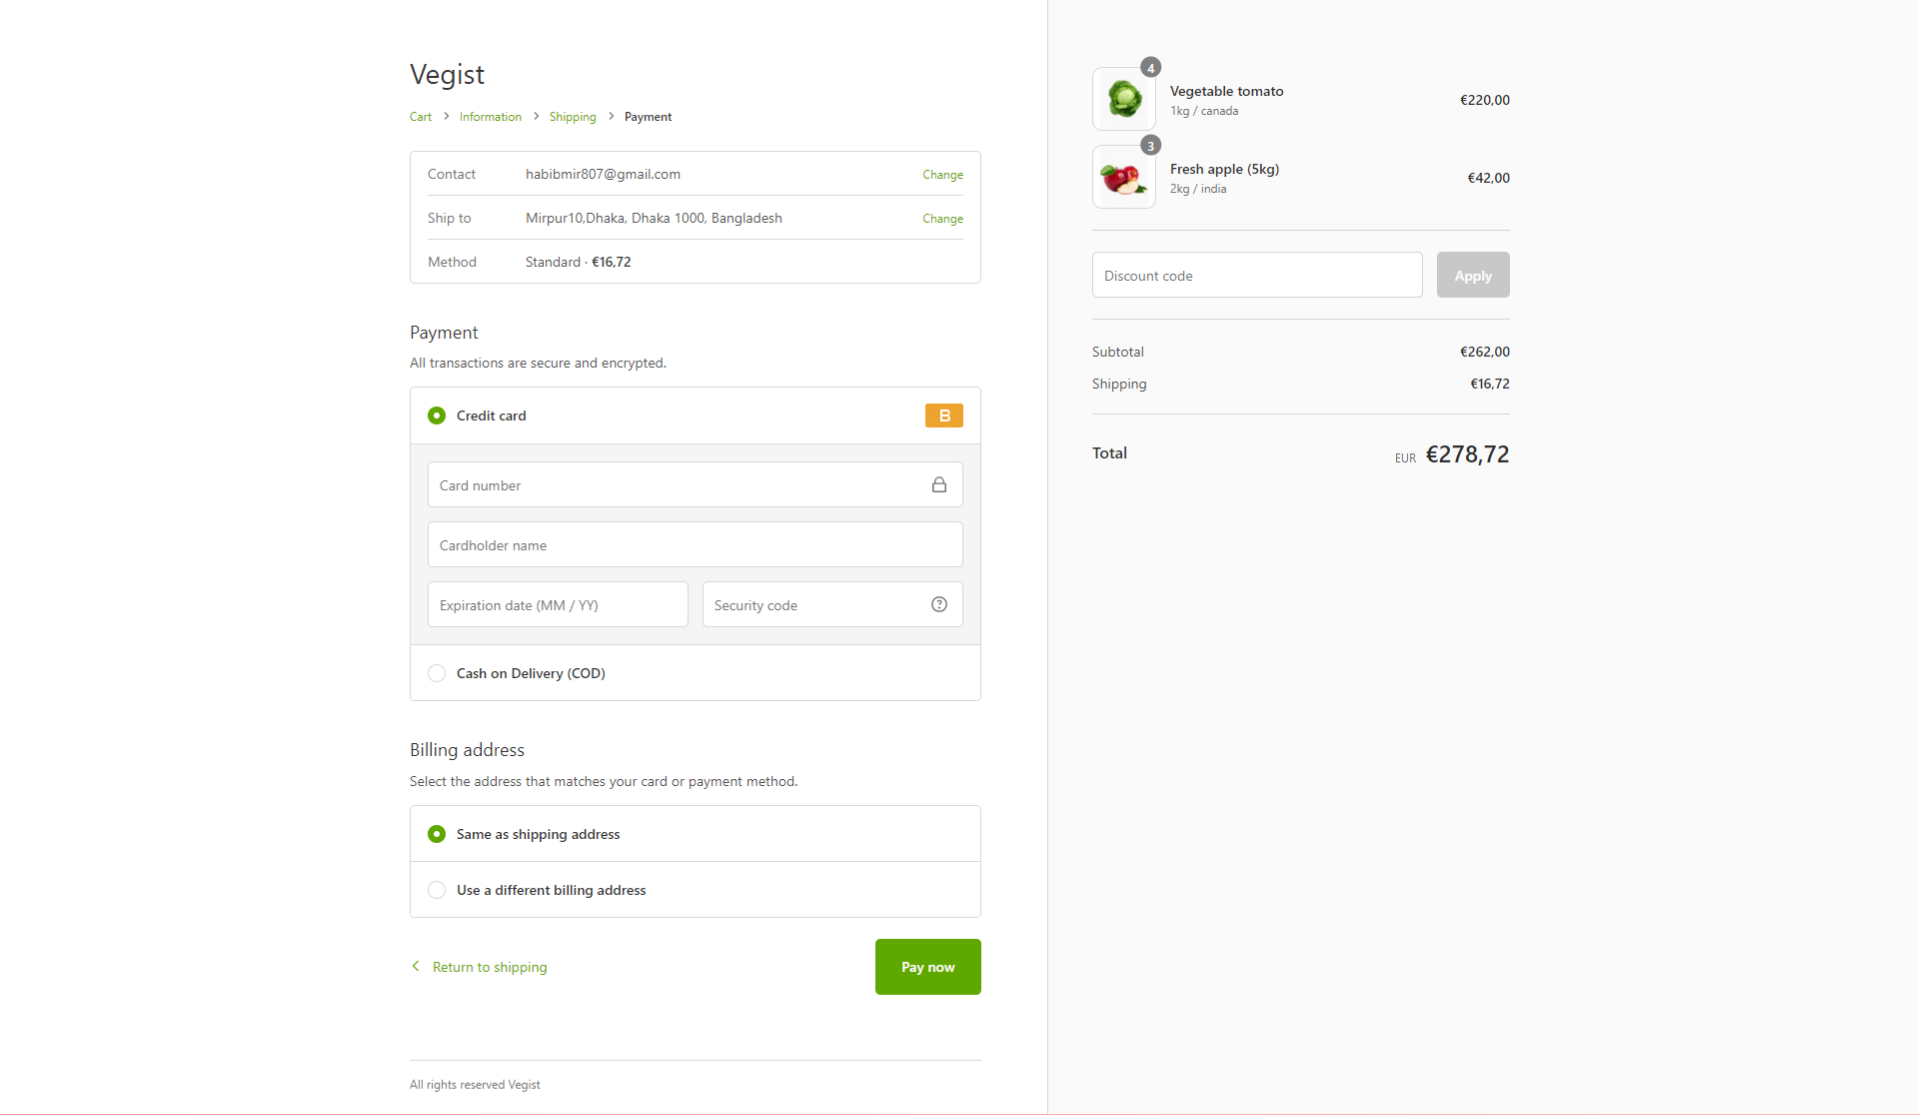 Vegist
Cart > Information > Shipping > Payment
Contact habibmir807@gmail.com Change
Ship to Mirpur10,Dhaka, Dhaka 1000, Bangladesh Change
Method Standard · €16,72
Payment
All transactions are secure and encrypted.
Credit card B
Card number
Cardholder name
Expiration date (MM / YY) Security code ?
Cash on Delivery (COD)
Billing address
Select the address that matches your card or payment method.
Same as shipping address
Use a different billing address
Return to shipping Pay now
All rights reserved Vegist
4
Vegetable tomato €220,00
1kg / canada
3
Fresh apple (5kg) €42,00
2kg / india
Discount code Apply
Subtotal €262,00
Shipping €16,72
Total EUR €278,72